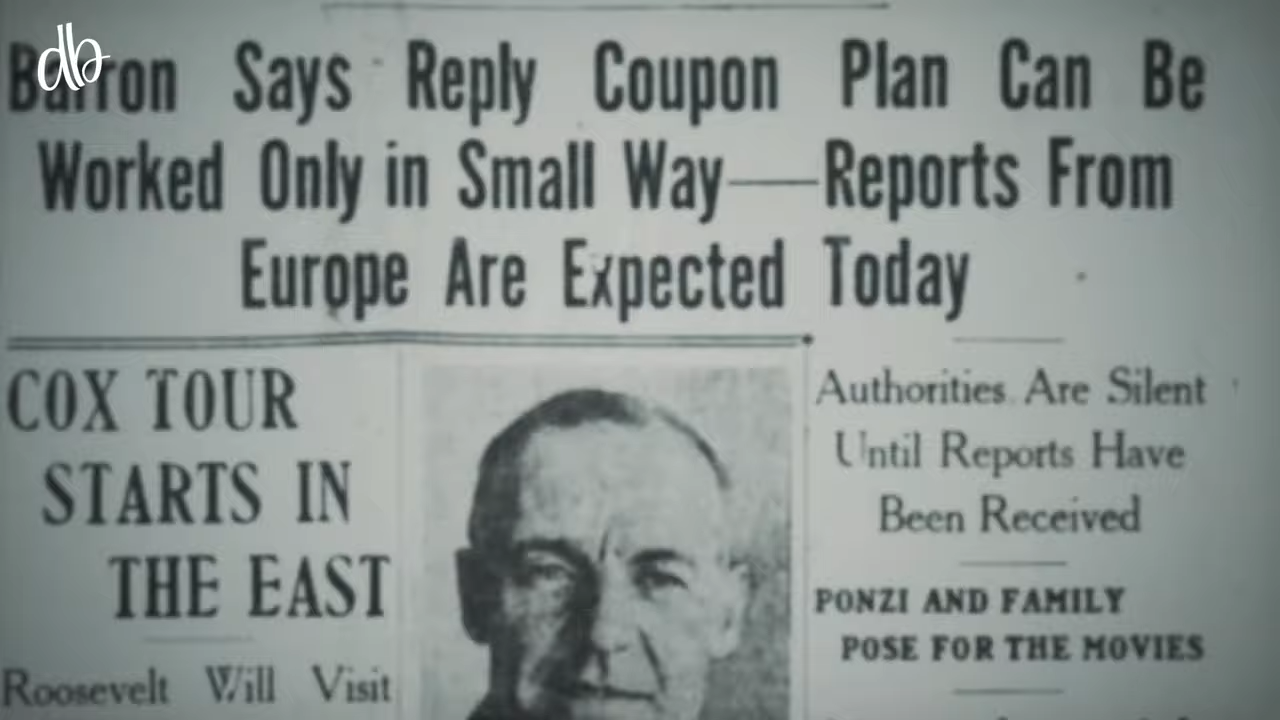 db
Barron Says Reply Coupon Plan Can Be
Worked Only in Small Way—Reports From
Europe Are Expected Today
COX TOUR
STARTS IN
THE EAST
Roosevelt Will Visit
Authorities Are Silent
Until Reports Have
Been Received
PONZI AND FAMILY
POSE FOR THE MOVIES